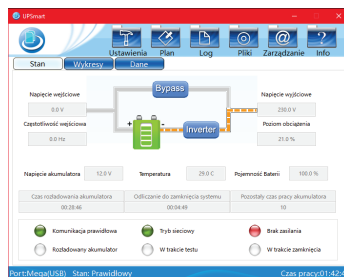 UPSmart
Ustawienia Plan Log Pliki Zarządzanie Info
Stan Wykresy Dane
Napięcie wejściowe
0.0 V
Częstotliwość wejściowa
0.0 Hz
Bypass
Inverter
Napięcie wyjściowe
230.0 V
Poziom obciążenia
21.0 %
Napięcie akumulatora 12.0 V Temperatura 29.0 C Pojemność Baterii 100.0 %
Czas rozładowania akumulatora Odliczanie do zamknięcia systemu Pozostały czas pracy akumulatora
00:28:46 00:04:49 10
Komunikacja prawidłowa Tryb sieciowy Brak zasilania
Rozładowany akumulator W trakcie testu W trakcie zamknięcia
Port:Mega(USB) Stan: Prawidłowy Czas pracy:01:42:4